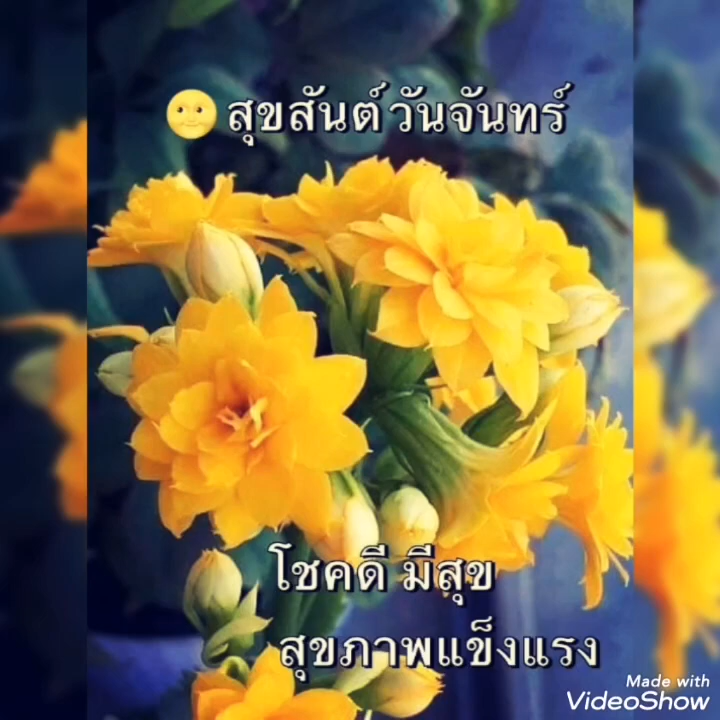 🌝 สุขสันต์วันจันทร์
โชคดี มีสุข
สุขภาพแข็งแรง
Made with
VideoShow